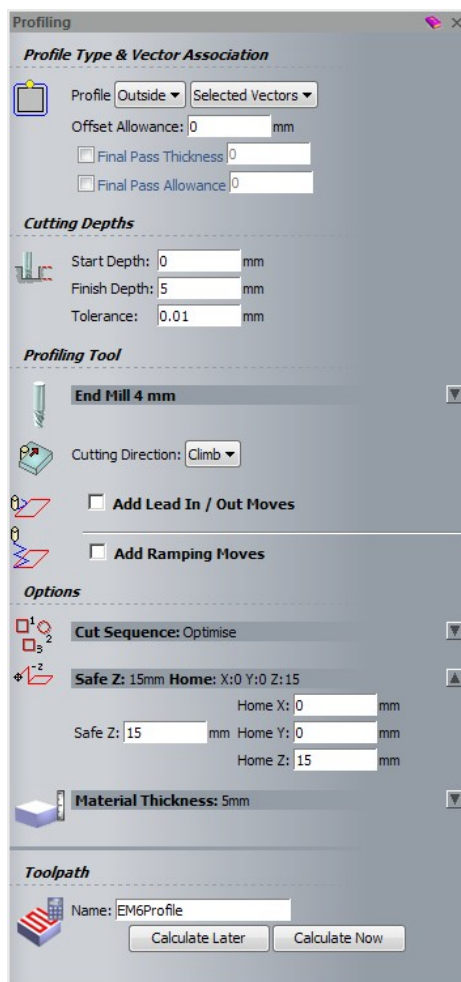 Profiling
Profile Type & Vector Association
Profile Outside Selected Vectors
Offset Allowance: 0 mm
Final Pass Thickness 0
Final Pass Allowance 0
Cutting Depths
Start Depth: 0 mm
Finish Depth: 5 mm
Tolerance: 0.01 mm
Profiling Tool
End Mill 4 mm
Cutting Direction: Climb
Add Lead In / Out Moves
Add Ramping Moves
Options
1 2 3
Cut Sequence: Optimise
-z
Safe Z: 15mm Home: X:0 Y:0 Z:15
Home X: 0 mm
Safe Z: 15 mm Home Y: 0 mm
Home Z: 15 mm
Material Thickness: 5mm
Toolpath
Name: EM6Profile
Calculate Later Calculate Now